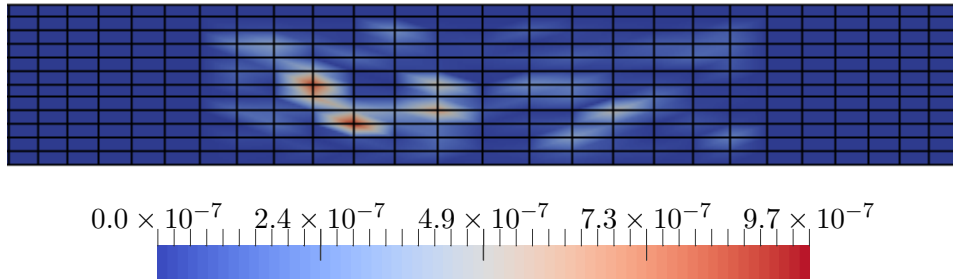 0.0 × 10⁻⁷ 2.4 × 10⁻⁷ 4.9 × 10⁻⁷ 7.3 × 10⁻⁷ 9.7 × 10⁻⁷